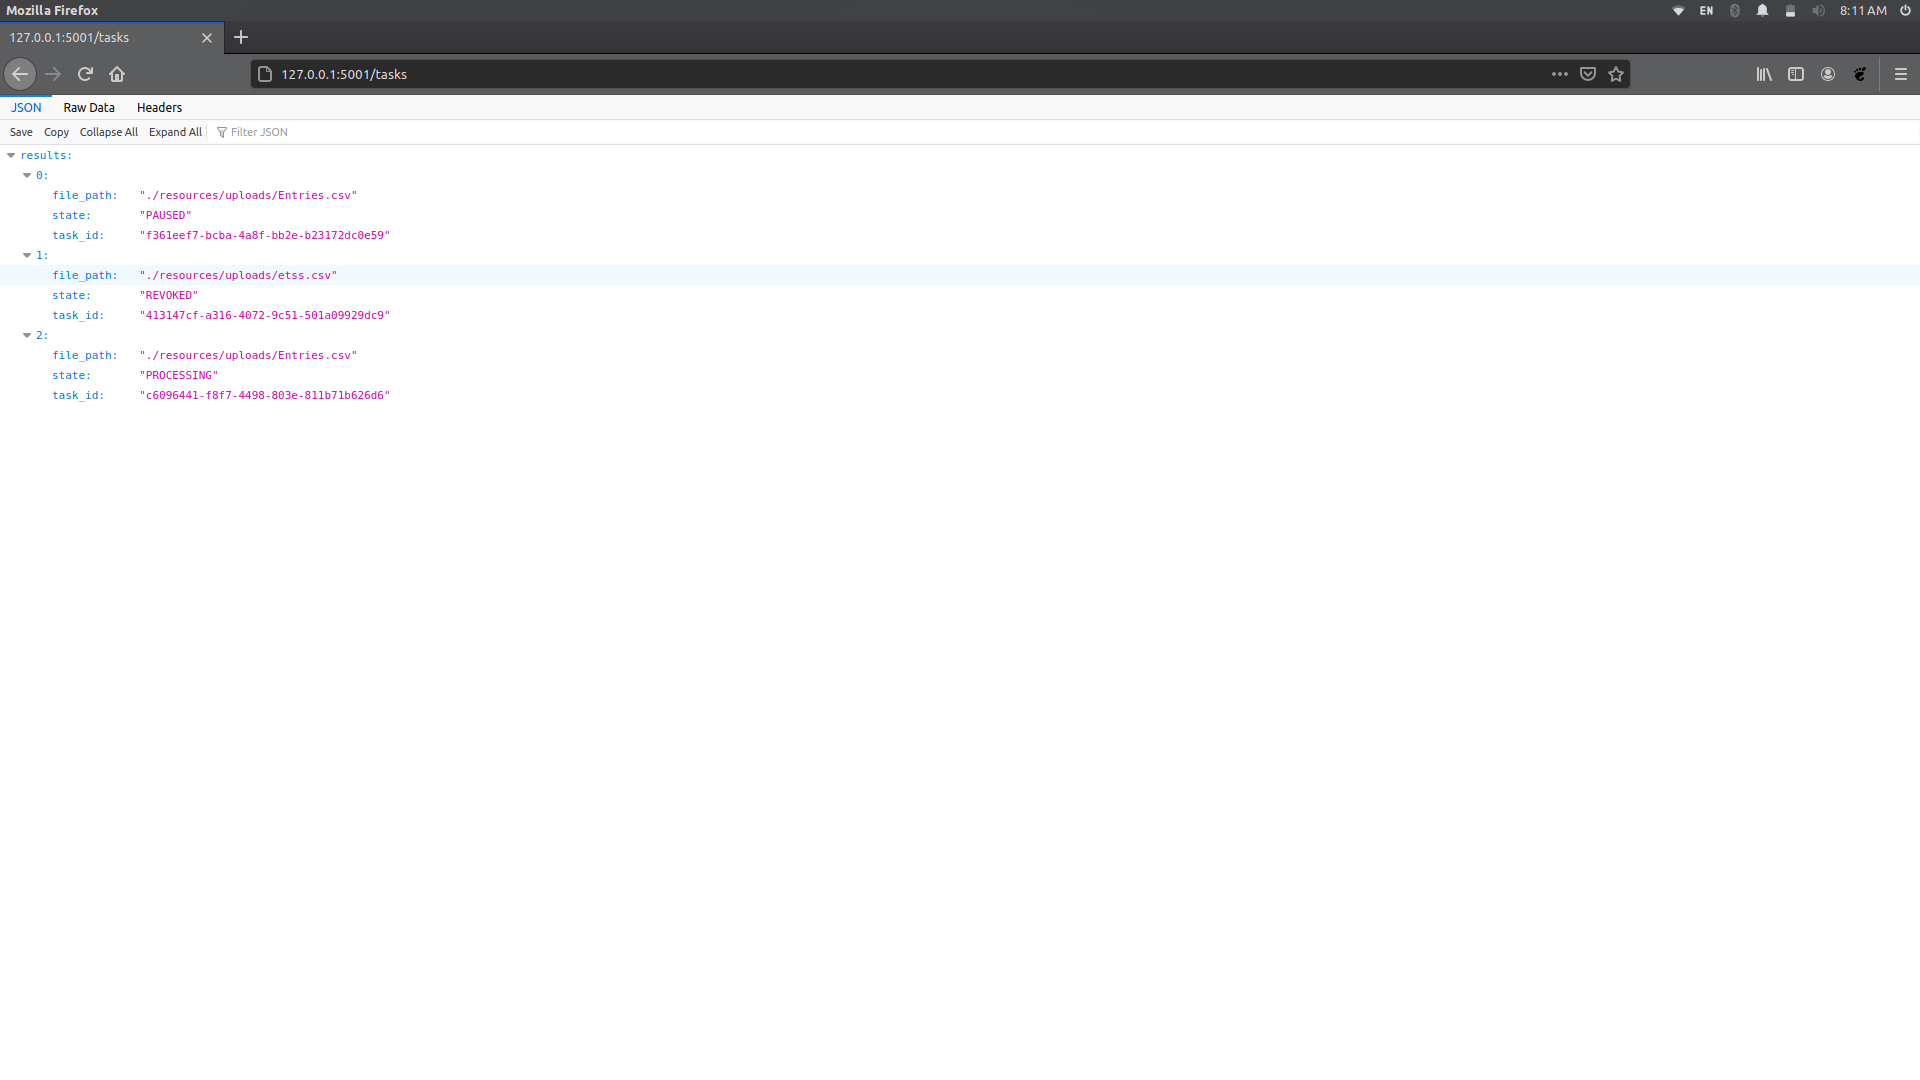 Mozilla Firefox
EN
8:11 AM
127.0.0.1:5001/tasks
127.0.0.1:5001/tasks
JSON Raw Data Headers
Save Copy Collapse All Expand All Filter JSON
results:
0:
file_path: "./resources/uploads/Entries.csv"
state: "PAUSED"
task_id: "f361eef7-bcba-4a8f-bb2e-b23172dc0e59"
1:
file_path: "./resources/uploads/etss.csv"
state: "REVOKED"
task_id: "413147cf-a316-4072-9c51-501a09929dc9"
2:
file_path: "./resources/uploads/Entries.csv"
state: "PROCESSING"
task_id: "c6096441-f8f7-4498-803e-811b71b626d6"